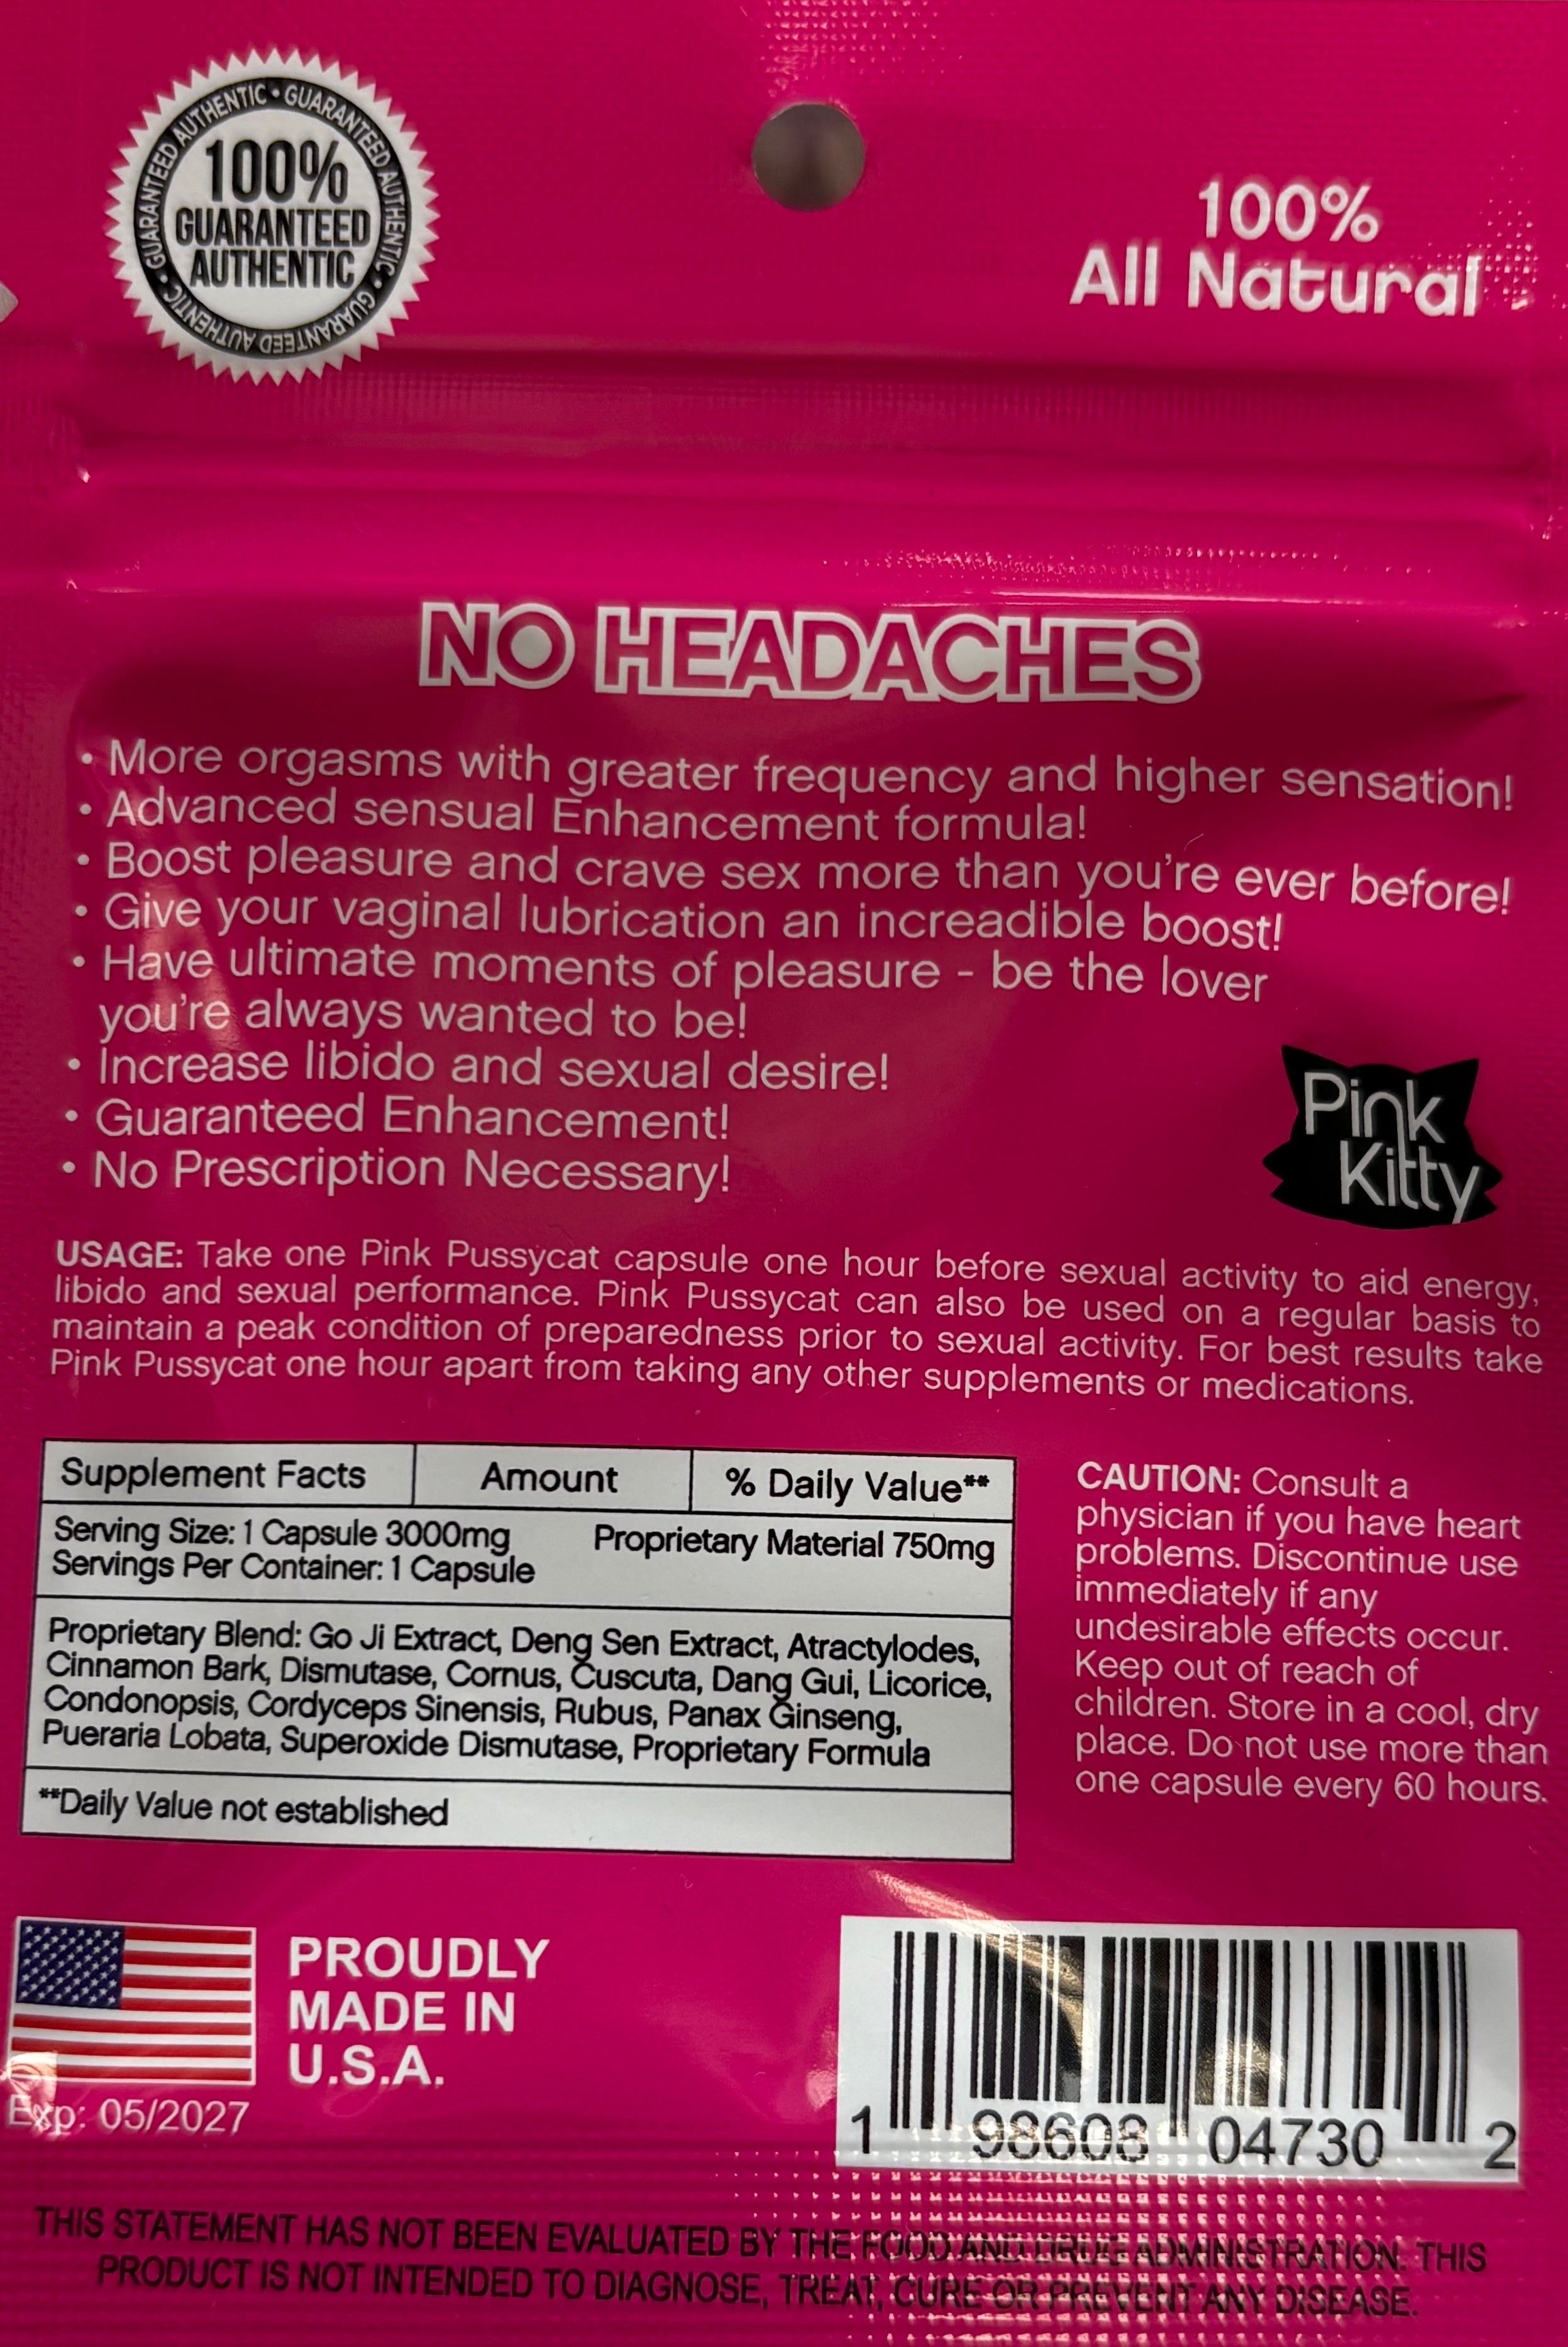 GUARANTEED AUTHENTIC • GUARANTEED AUTHENTIC • GUARANTEED AUTHENTIC •
100%
GUARANTEED
AUTHENTIC
100%
All Natural
NO HEADACHES
• More orgasms with greater frequency and higher sensation!
• Advanced sensual Enhancement formula!
• Boost pleasure and crave sex more than you're ever before!
• Give your vaginal lubrication an increadible boost!
• Have ultimate moments of pleasure - be the lover
you're always wanted to be!
• Increase libido and sexual desire!
• Guaranteed Enhancement!
• No Prescription Necessary!
Pink
Kitty
USAGE: Take one Pink Pussycat capsule one hour before sexual activity to aid energy,
libido and sexual performance. Pink Pussycat can also be used on a regular basis to
maintain a peak condition of preparedness prior to sexual activity. For best results take
Pink Pussycat one hour apart from taking any other supplements or medications.
Supplement Facts Amount % Daily Value**
Serving Size: 1 Capsule 3000mg Proprietary Material 750mg
Servings Per Container: 1 Capsule
Proprietary Blend: Go Ji Extract, Deng Sen Extract, Atractylodes,
Cinnamon Bark, Dismutase, Cornus, Cuscuta, Dang Gui, Licorice,
Condonopsis, Cordyceps Sinensis, Rubus, Panax Ginseng,
Pueraria Lobata, Superoxide Dismutase, Proprietary Formula
**Daily Value not established
CAUTION: Consult a
physician if you have heart
problems. Discontinue use
immediately if any
undesirable effects occur.
Keep out of reach of
children. Store in a cool, dry
place. Do not use more than
one capsule every 60 hours.
PROUDLY
MADE IN
U.S.A.
Exp: 05/2027
1 98608 04730 2
THIS STATEMENT HAS NOT BEEN EVALUATED BY THE FOOD AND DRUG ADMINISTRATION. THIS
PRODUCT IS NOT INTENDED TO DIAGNOSE, TREAT, CURE OR PREVENT ANY DISEASE.